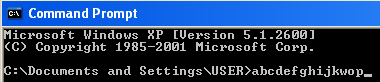 Command Prompt
Microsoft Windows XP [Version 5.1.2600]
(C) Copyright 1985-2001 Microsoft Corp.
C:\Documents and Settings\USER>abcdefghijkwop_